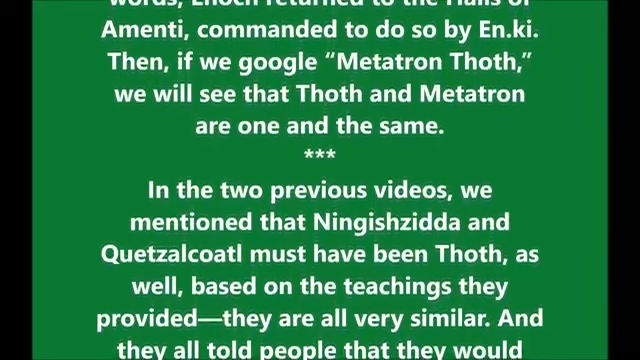 words, Enoch returned to the Halls of
Amenti, commanded to do so by En.ki.
Then, if we google “Metatron Thoth,”
we will see that Thoth and Metatron
are one and the same.
***
In the two previous videos, we
mentioned that Ningishzidda and
Quetzalcoatl must have been Thoth, as
well, based on the teachings they
provided—they are all very similar. And
they all told people that they would